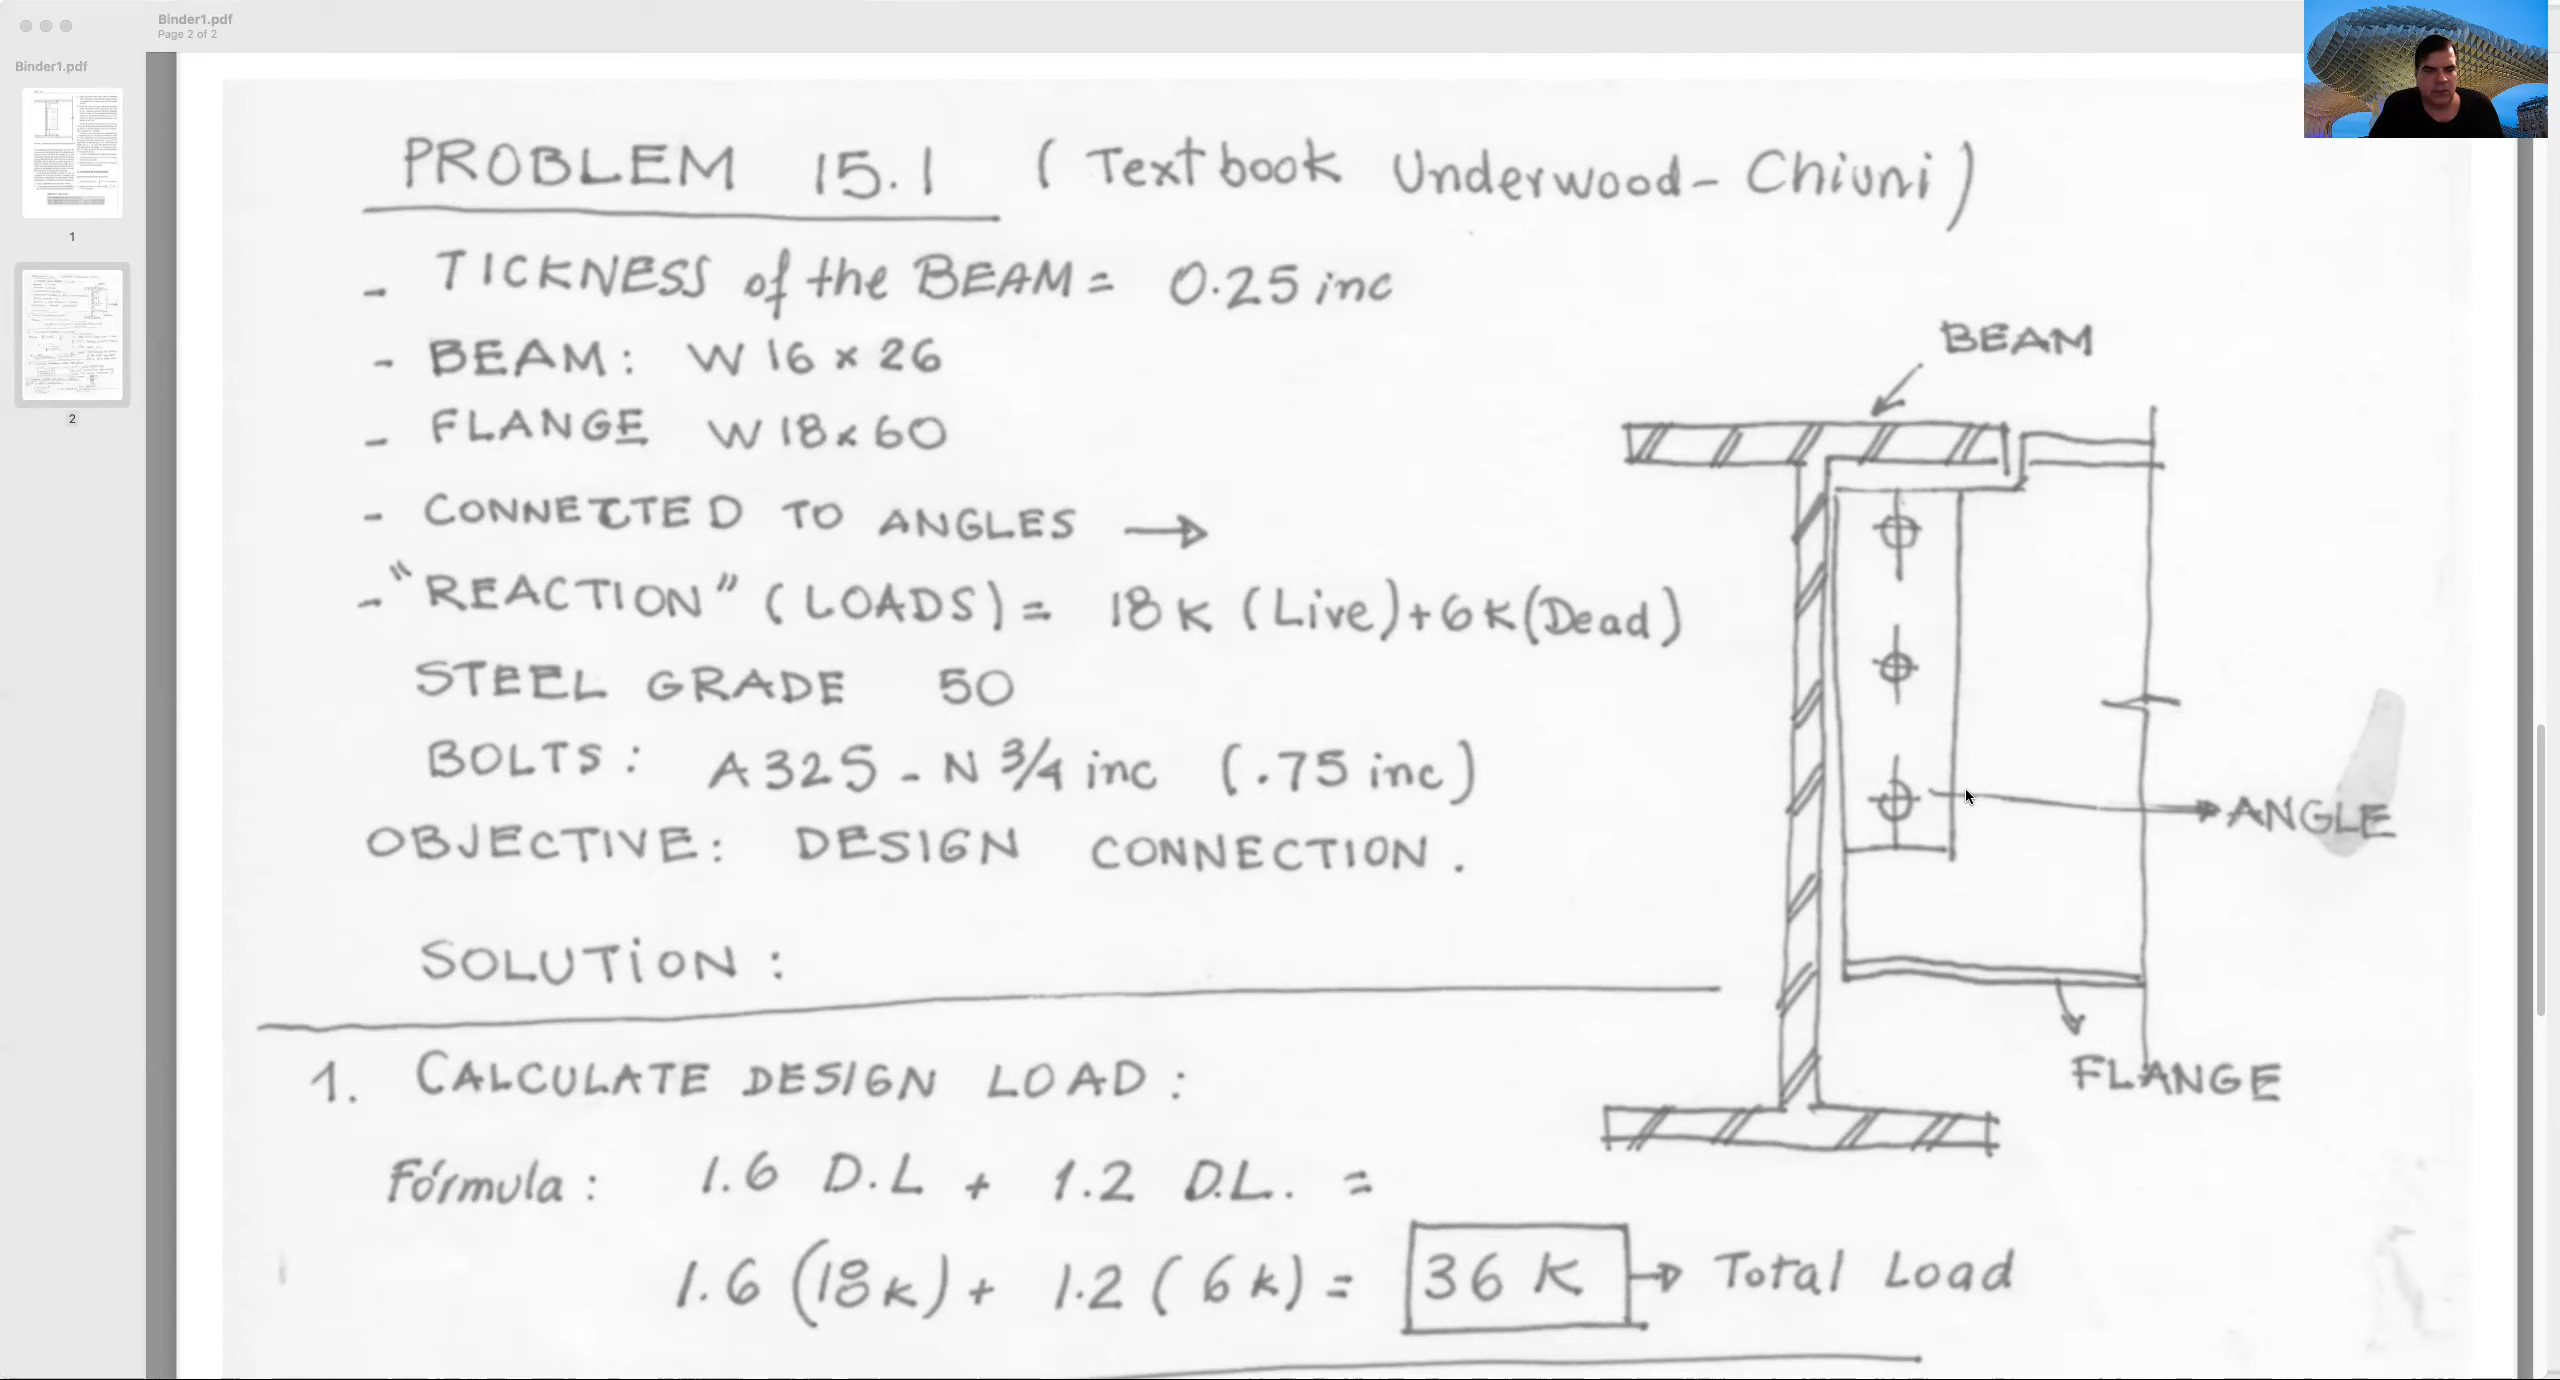 Binder1.pdf
Page 2 of 2
Binder1.pdf
1
2
PROBLEM 15.1 (Textbook Underwood-Chiuni)
- TICKNESS of the BEAM = 0.25 inc
- BEAM: W 16 x 26
- FLANGE W 18x60
- CONNECTED TO ANGLES →
- "REACTION" (LOADS) = 18K (Live)+6K(Dead)
STEEL GRADE 50
BOLTS: A325-N 3/4 inc (.75 inc)
OBJECTIVE: DESIGN CONNECTION.
BEAM
ANGLE
FLANGE
SOLUTiON:
1. CALCULATE DESIGN LOAD:
Fórmula: 1.6 D.L + 1.2 D.L. =
1.6 (18k) + 1.2 (6k) = 36 K → Total Load